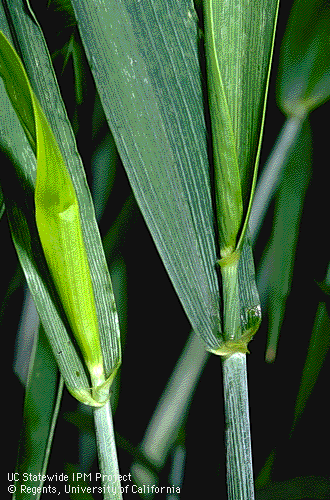 UC Statewide IPM Project
© Regents, University of California